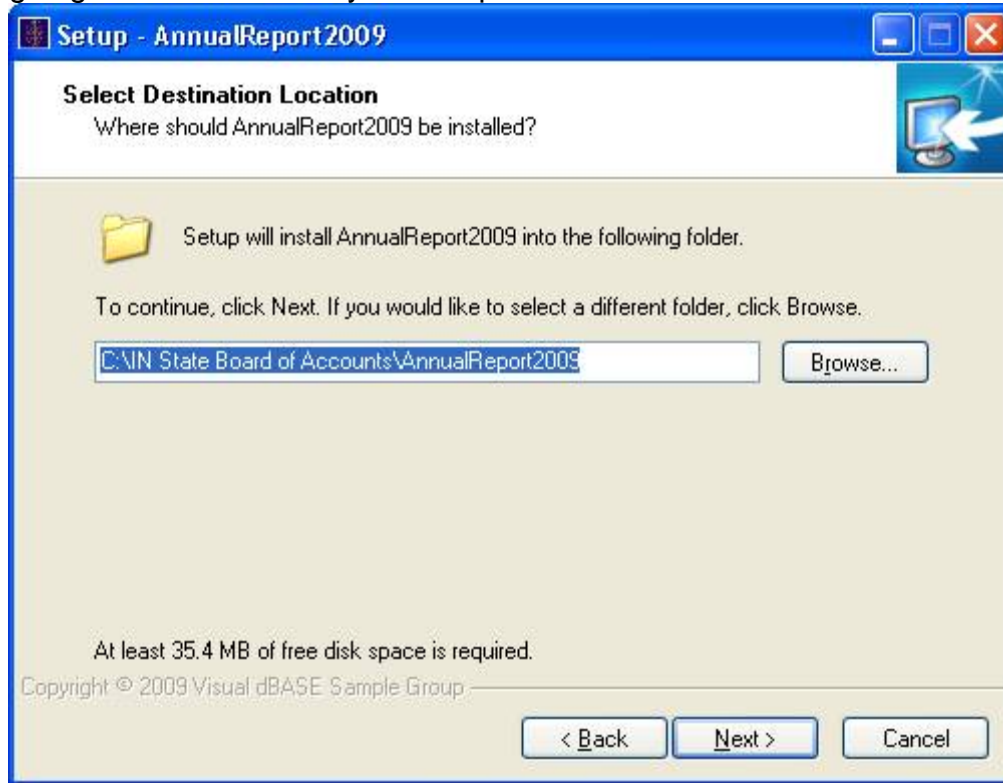 Setup - AnnualReport2009
Select Destination Location
Where should AnnualReport2009 be installed?
Setup will install AnnualReport2009 into the following folder.
To continue, click Next. If you would like to select a different folder, click Browse.
C:\IN State Board of Accounts\AnnualReport2009
Browse...
At least 35.4 MB of free disk space is required.
Copyright © 2009 Visual dBASE Sample Group
< Back
Next >
Cancel